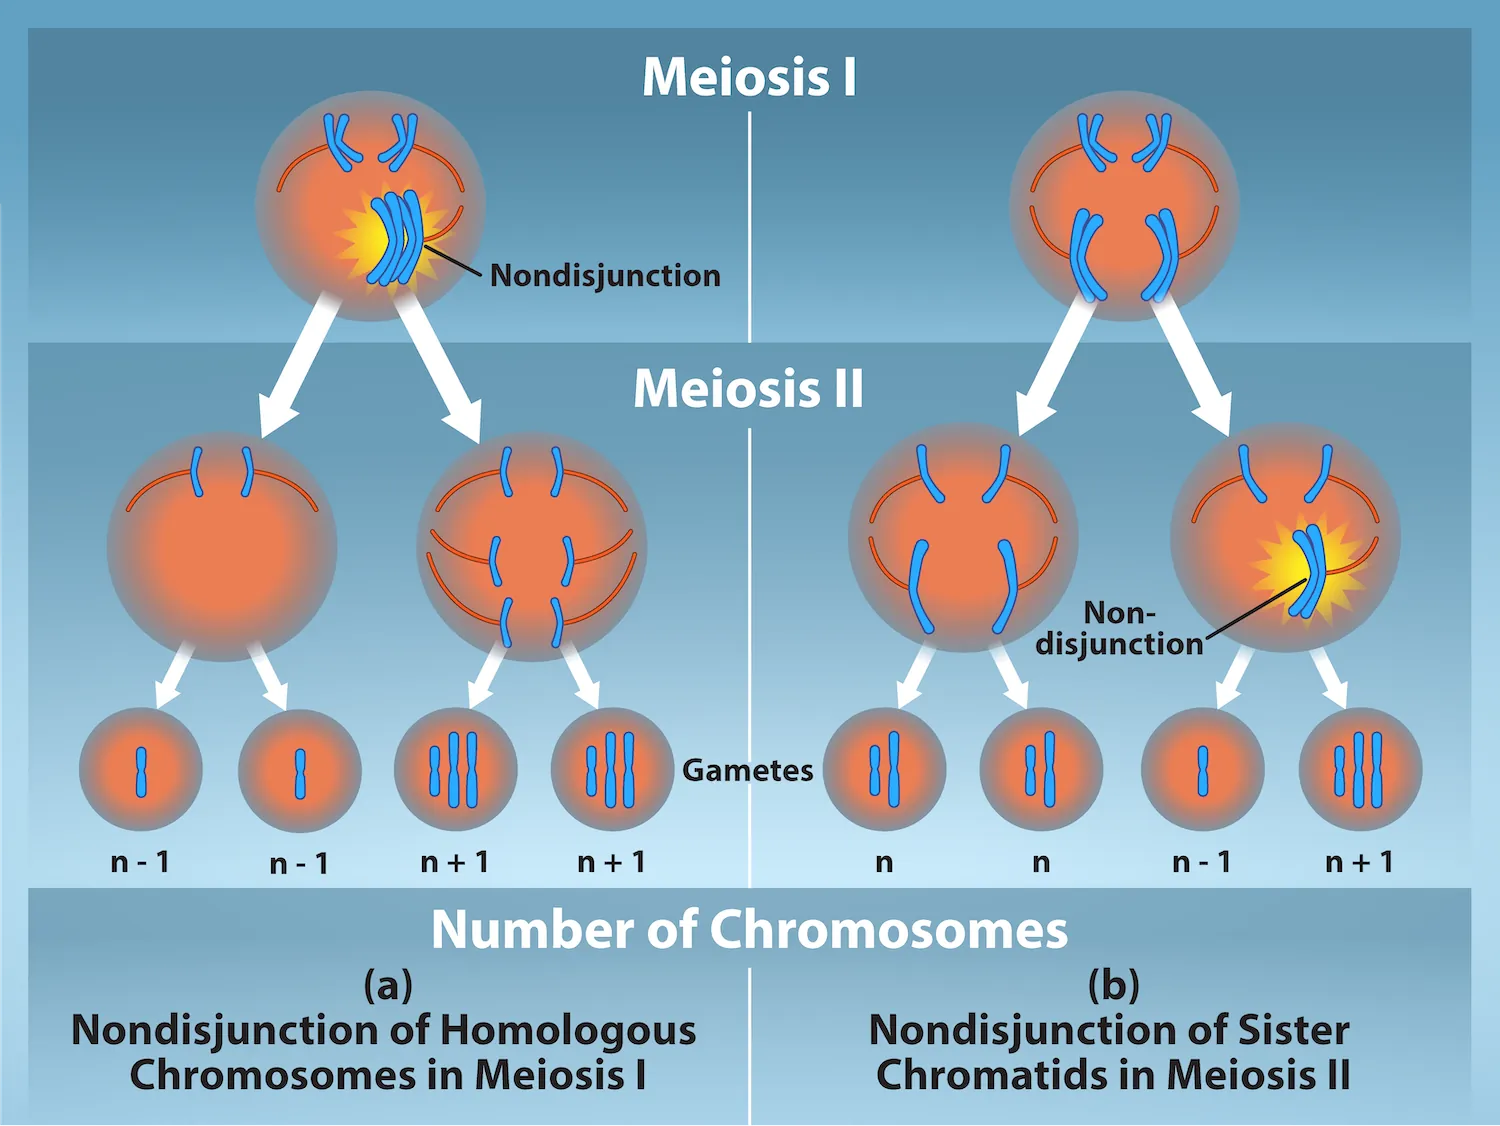 Meiosis I
Nondisjunction
Meiosis II
Non-
disjunction
Gametes
n - 1
n - 1
n + 1
n + 1
n
n
n - 1
n + 1
Number of Chromosomes
(a)
Nondisjunction of Homologous
Chromosomes in Meiosis I
(b)
Nondisjunction of Sister
Chromatids in Meiosis II